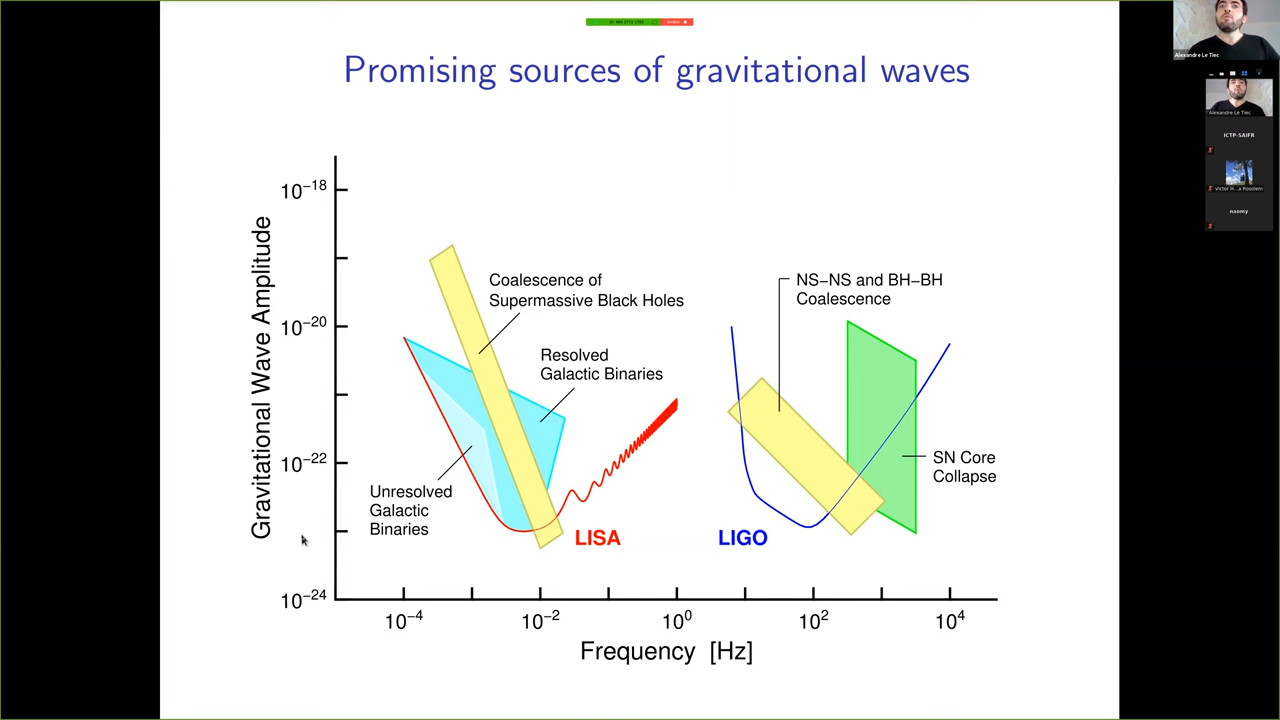 Promising sources of gravitational waves
Gravitational Wave Amplitude
10−18
10−20
10−22
10−24
Coalescence of
Supermassive Black Holes
Resolved
Galactic Binaries
Unresolved
Galactic
Binaries
LISA
NS−NS and BH−BH
Coalescence
SN Core
Collapse
LIGO
10−4
10−2
100
102
104
Frequency [Hz]
Alexandre Le Tiec
Alexandre Le Tiec
ICTP-SAIFR
Victor H...a Rosolem
naomy